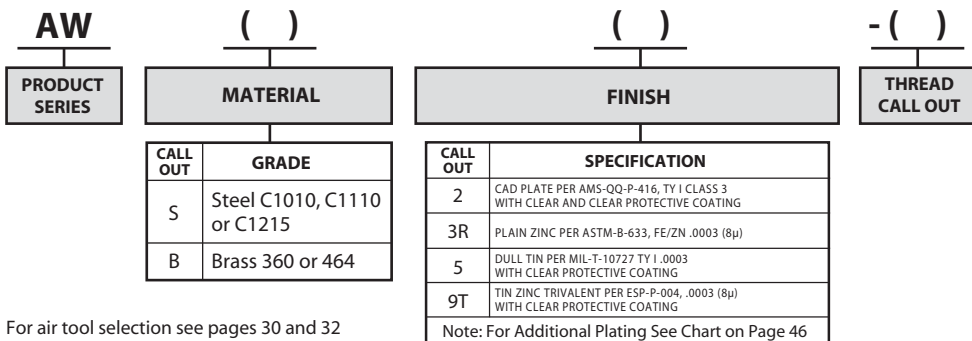 AW ( ) ( ) - ( )
PRODUCT
SERIES
MATERIAL
FINISH
THREAD
CALL OUT
CALL
OUT
GRADE
S
Steel C1010, C1110
or C1215
B
Brass 360 or 464
For air tool selection see pages 30 and 32
CALL
OUT
SPECIFICATION
2
CAD PLATE PER AMS-QQ-P-416, TY I CLASS 3
WITH CLEAR AND CLEAR PROTECTIVE COATING
3R
PLAIN ZINC PER ASTM-B-633, FE/ZN .0003 (8µ)
5
DULL TIN PER MIL-T-10727 TY I .0003
WITH CLEAR PROTECTIVE COATING
9T
TIN ZINC TRIVALENT PER ESP-P-004, .0003 (8µ)
WITH CLEAR PROTECTIVE COATING
Note: For Additional Plating See Chart on Page 46